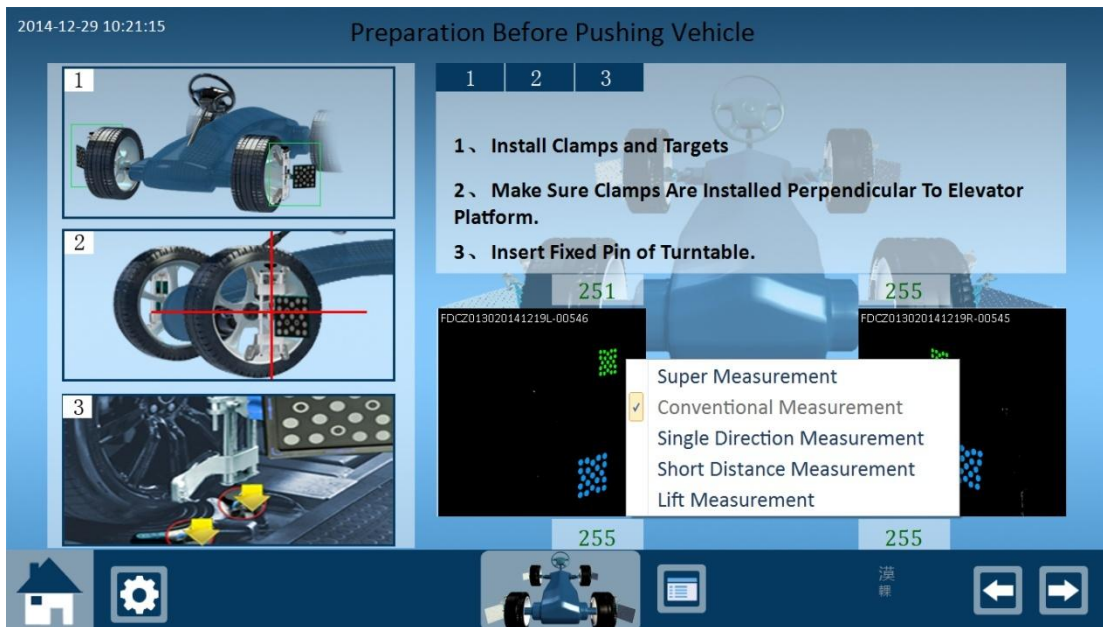 2014-12-29 10:21:15
Preparation Before Pushing Vehicle
1
2
3
1 2 3
1、 Install Clamps and Targets
2、 Make Sure Clamps Are Installed Perpendicular To Elevator
Platform.
3、 Insert Fixed Pin of Turntable.
251
255
FDCZ013020141219L-00546
FDCZ013020141219R-00545
Super Measurement
✓ Conventional Measurement
Single Direction Measurement
Short Distance Measurement
Lift Measurement
255
255
漠